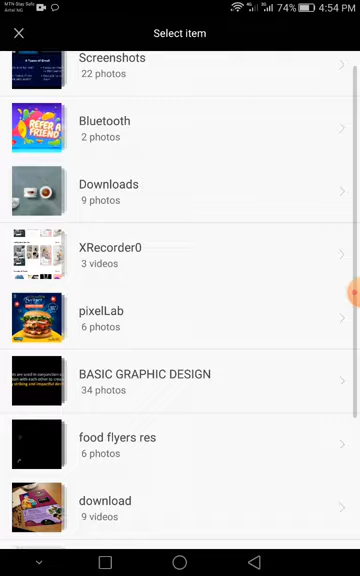 MTN-Stay Safe
Airtel NG
4G
3G
74%
4:54 PM
Select item
Screenshots
22 photos
REFER A
FRIEND
Bluetooth
2 photos
Downloads
9 photos
XRecorder0
3 videos
pixelLab
6 photos
BASIC GRAPHIC DESIGN
34 photos
food flyers res
6 photos
download
9 videos